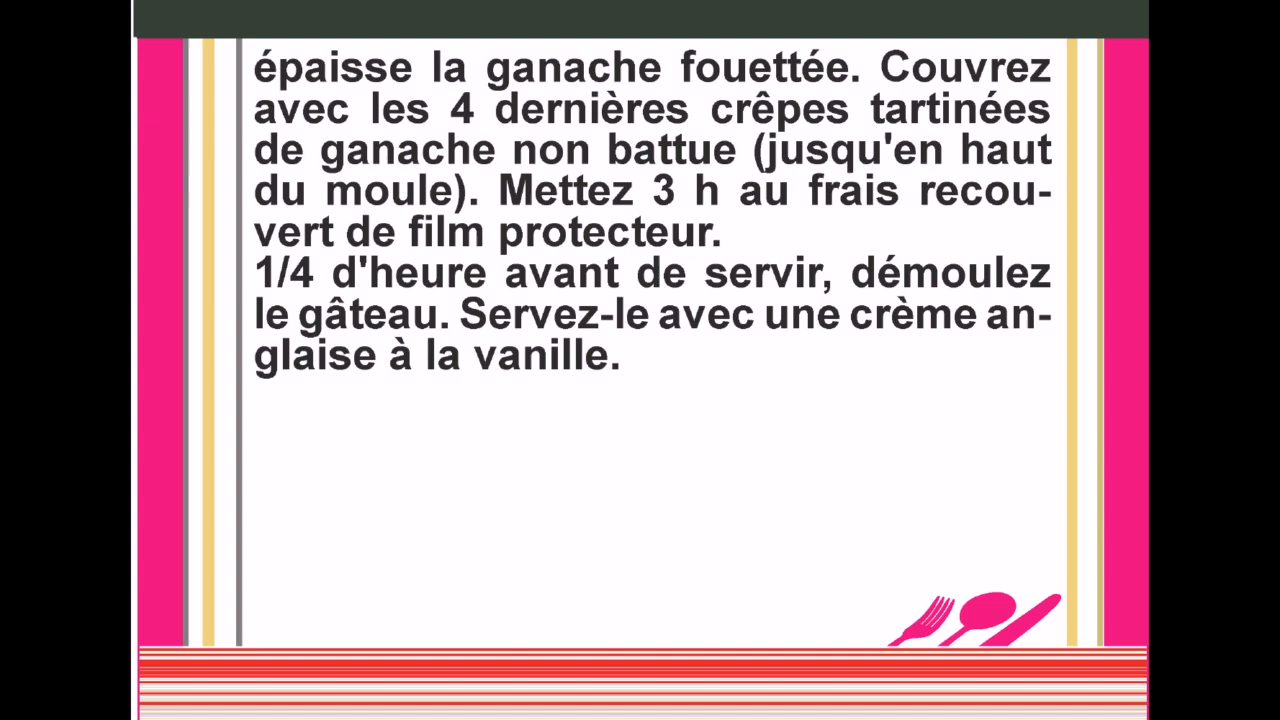 épaisse la ganache fouettée. Couvrez
avec les 4 dernières crêpes tartinées
de ganache non battue (jusqu'en haut
du moule). Mettez 3 h au frais recou-
vert de film protecteur.
1/4 d'heure avant de servir, démoulez
le gâteau. Servez-le avec une crème an-
glaise à la vanille.